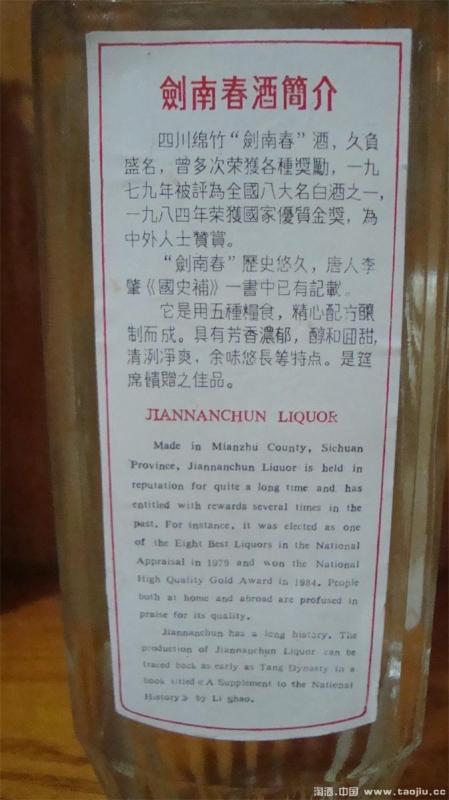 劍南春酒簡介
四川绵竹“劍南春”酒，久負
盛名，曾多次荣獲各種獎勵，一九
七九年被評為全國八大名白酒之一，
一九八四年荣獲國家優質金獎，為
中外人士贊賞。
“劍南春”歷史悠久，唐人李
肇《國史補》一書中已有記載。
它是用五種糧食，精心配方釀
制而成。具有芳香濃郁，醇和回甜，
清洌凈爽，余味悠長等特点。是筵
席饋贈之佳品。
JIANNANCHUN LIQUOR
Made in Mianzhu County, Sichuan
Province, Jiannanchun Liquor is held in
reputation for quite a long time and has
entitled with rewards several times in the
past. For instance, it was elected as one
of the Eight Best Liquors in the National
Appraisal in 1979 and won the National
High Quality Gold Award in 1984. People
both at home and abroad are profused in
praise for its quality.
Jiannanchun has a long history. The
production of Jiannanchun Liquor can be
traced back as early as Tang Dynasty in a
book titled《A Supplement to the National
History》 by Li Shao.
淘酒.中国 www.taojiu.cc